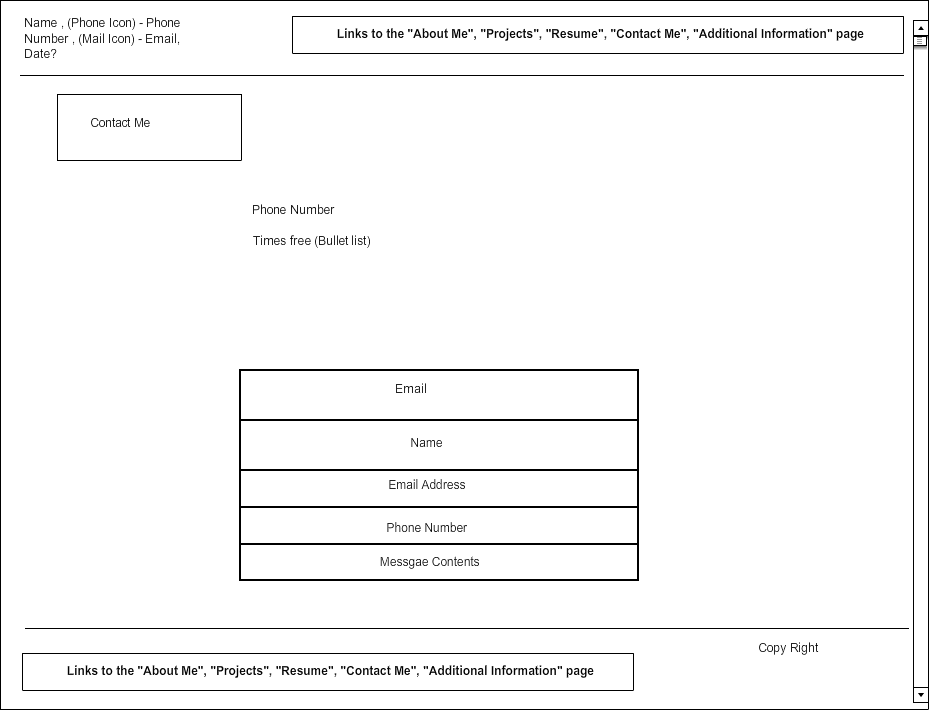 Name , (Phone Icon) - Phone
Number , (Mail Icon) - Email,
Date?
Links to the "About Me", "Projects", "Resume", "Contact Me", "Additional Information" page
Contact Me
Phone Number
Times free (Bullet list)
Email
Name
Email Address
Phone Number
Messgae Contents
Copy Right
Links to the "About Me", "Projects", "Resume", "Contact Me", "Additional Information" page